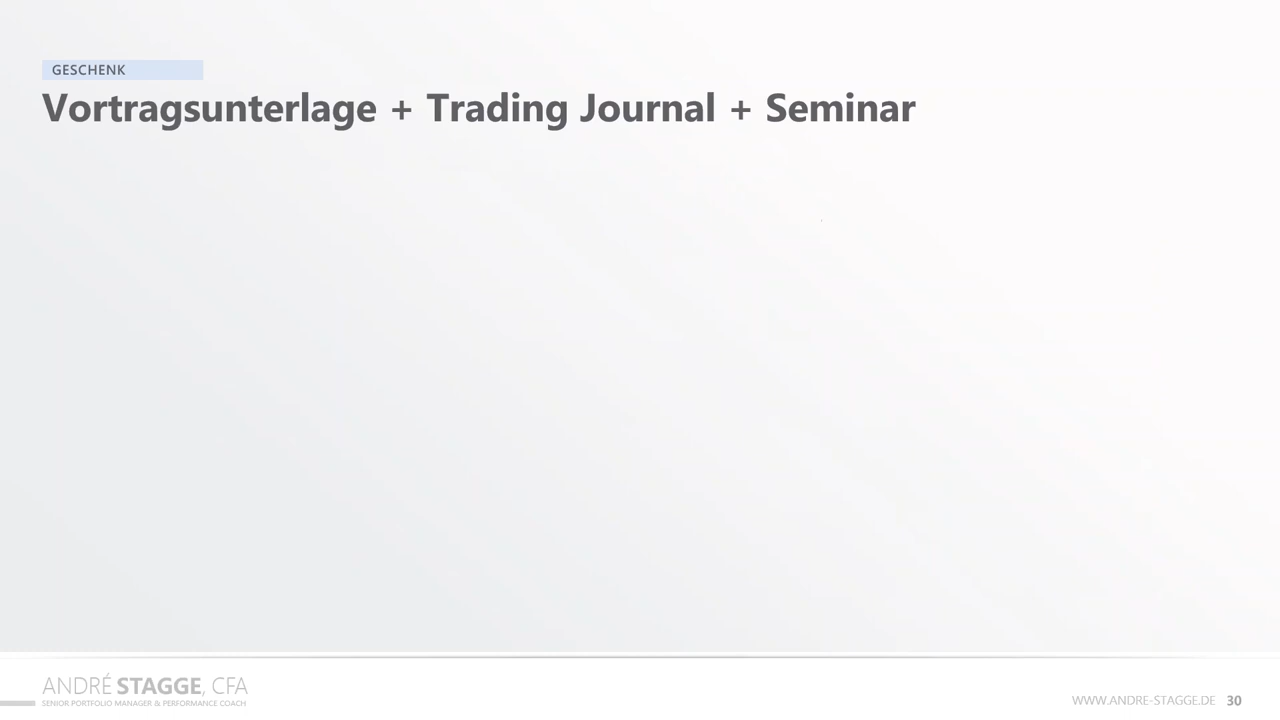 GESCHENK
Vortragsunterlage + Trading Journal + Seminar
ANDRÉ STAGGE, CFA
SENIOR PORTFOLIO MANAGER & PERFORMANCE COACH
WWW.ANDRE-STAGGE.DE 30